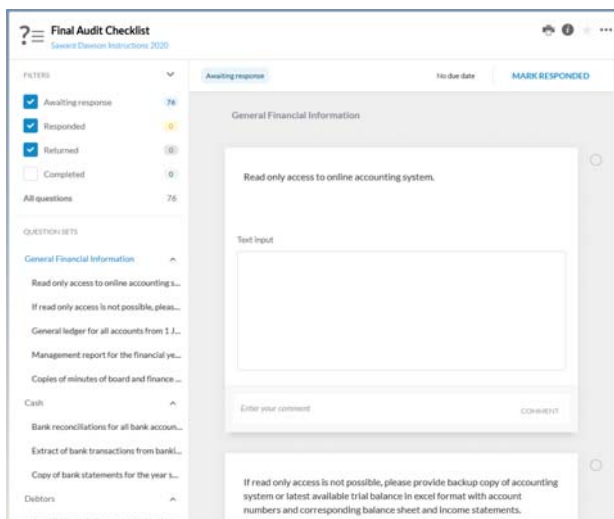 Final Audit Checklist
Saward Dawson Instructions 2020
FILTERS
Awaiting response 76
Responded 0
Returned 0
Completed 0
All questions 76
QUESTION SETS
General Financial Information
Read only access to online accounting s...
If read only access is not possible, pleas...
General ledger for all accounts from 1 J...
Management report for the financial ye...
Copies of minutes of board and finance ...
Cash
Bank reconciliations for all bank accoun...
Extract of bank transactions from banki...
Copy of bank statements for the year s...
Debtors
Awaiting response
No due date
MARK RESPONDED
General Financial Information
Read only access to online accounting system.
Text input
Enter your comment
COMMENT
If read only access is not possible, please provide backup copy of accounting
system or latest available trial balance in excel format with account
numbers and corresponding balance sheet and income statements.